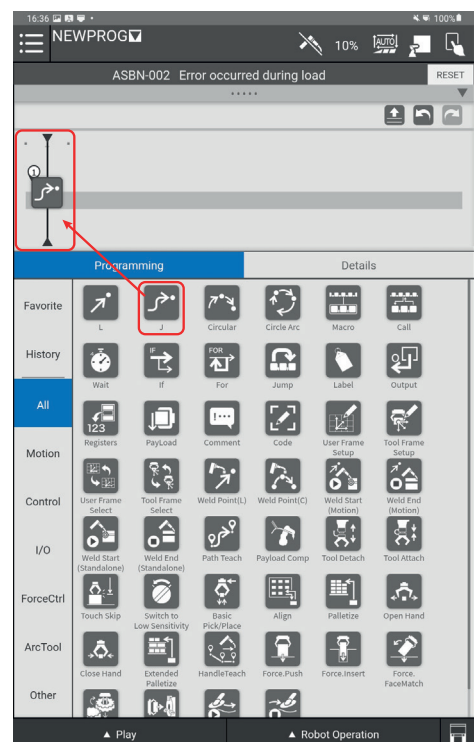 16:36 100%
NEWPROG 10% AUTO
ASBN-002 Error occurred during load RESET
1
Programming Details
Favorite
History
All
Motion
Control
I/O
ForceCtrl
ArcTool
Other
L J Circular Circle Arc Macro Call
IF FOR
Wait If For Jump Label Output
123
Registers PayLoad Comment Code User Frame Setup Tool Frame Setup
User Frame Select Tool Frame Select Weld Point(L) Weld Point(C) Weld Start (Motion) Weld End (Motion)
Weld Start (Standalone) Weld End (Standalone) Path Teach Payload Comp Tool Detach Tool Attach
Touch Skip Switch to Low Sensitivity Basic Pick/Place Align Palletize Open Hand
Close Hand Extended Palletize HandleTeach Force.Push Force.Insert Force. FaceMatch
▲ Play ▲ Robot Operation